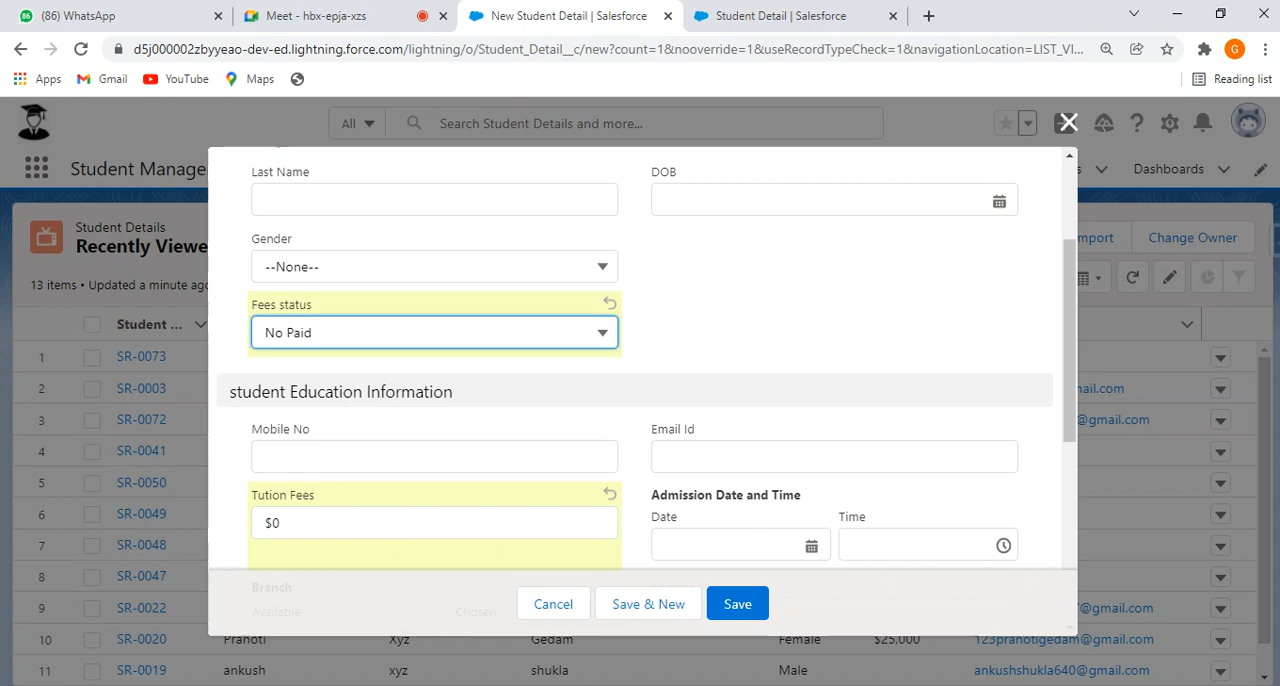 (86) WhatsApp
Meet - hbx-epja-xzs
New Student Detail | Salesforce
Student Detail | Salesforce
d5j000002zbyyeao-dev-ed.lightning.force.com/lightning/o/Student_Detail__c/new?count=1&nooverride=1&useRecordTypeCheck=1&navigationLocation=LIST_VI...
G
Apps
Gmail
YouTube
Maps
Reading list
All
Search Student Details and more...
Student Manage
s
Dashboards
Student Details
Recently Viewe
mport
Change Owner
13 items • Updated a minute ago
Student ...
1 SR-0073
2 SR-0003 mail.com
3 SR-0072 @gmail.com
4 SR-0041
5 SR-0050
6 SR-0049
7 SR-0048
8 SR-0047
9 SR-0022 @gmail.com
10 SR-0020 Pranoti Xyz Gedam Female $25,000 123pranotigedam@gmail.com
11 SR-0019 ankush xyz shukla Male ankushshukla640@gmail.com
Last Name
DOB
Gender
--None--
Fees status
No Paid
student Education Information
Mobile No
Email Id
Tution Fees
$0
Admission Date and Time
Date
Time
Branch
Available
Chosen
Cancel
Save & New
Save